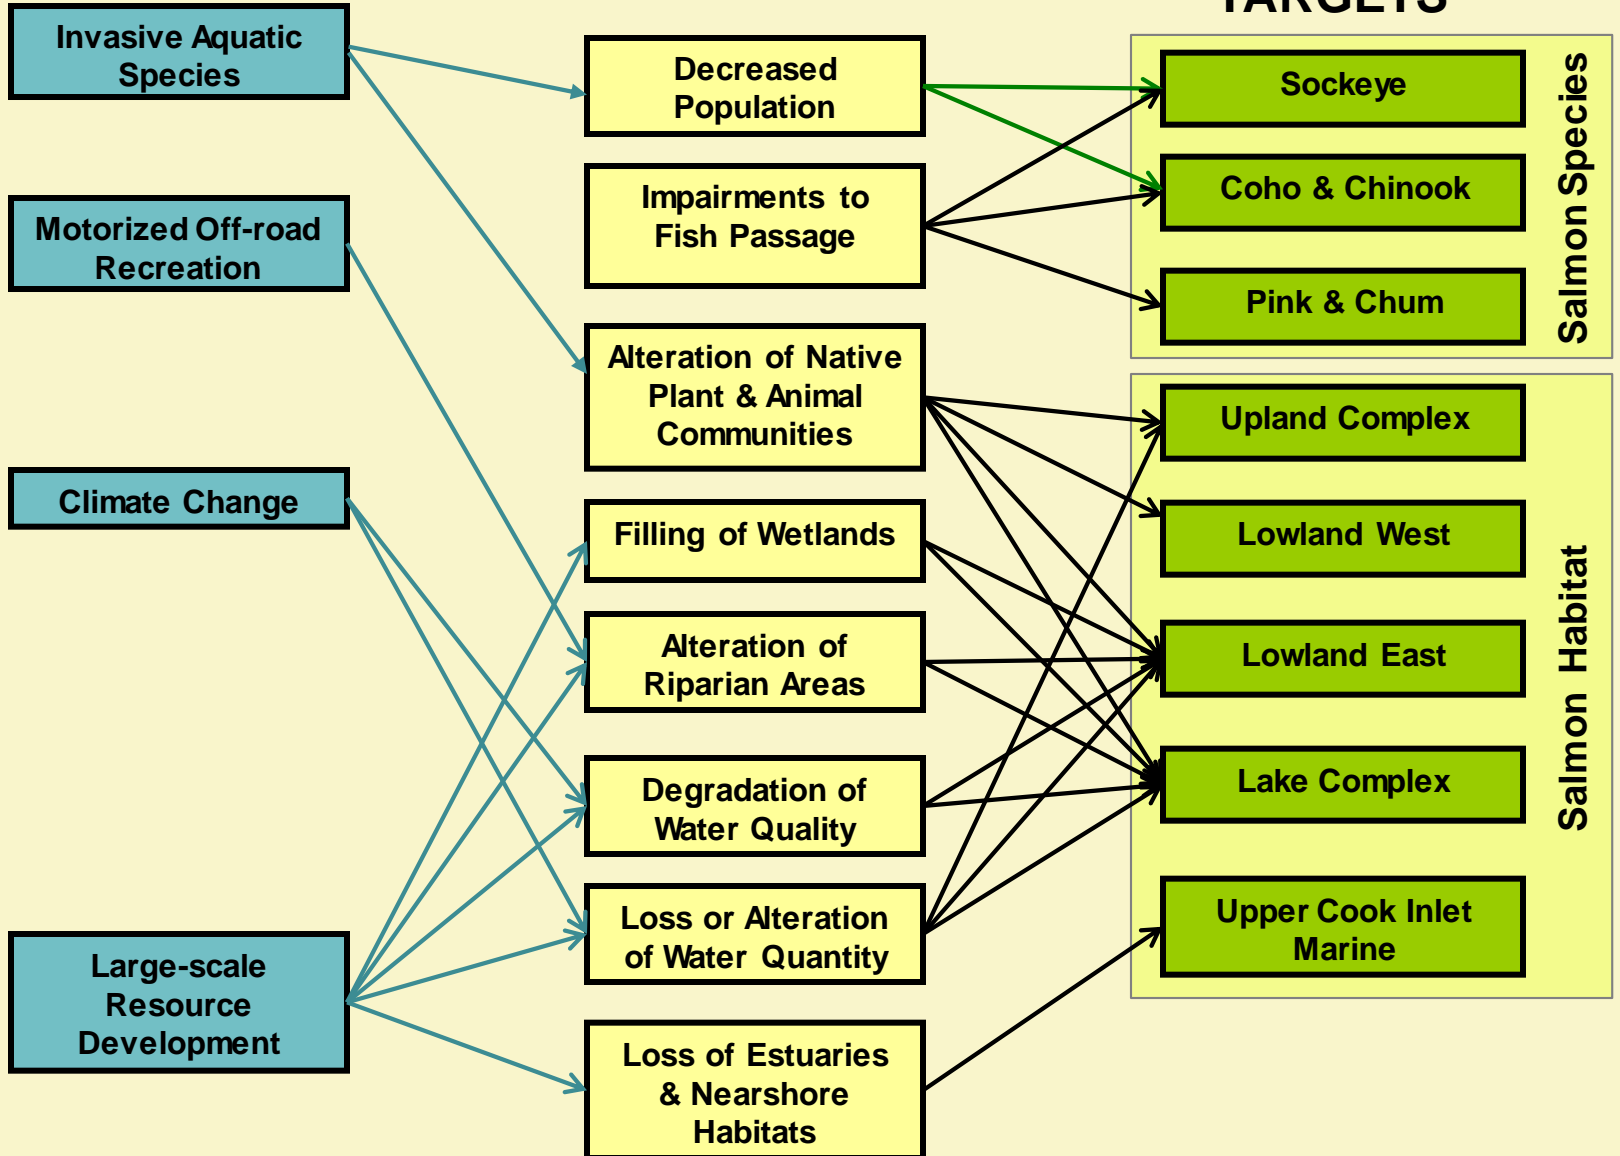 TARGETS
Invasive Aquatic
Species
Motorized Off-road
Recreation
Climate Change
Large-scale
Resource
Development
Decreased
Population
Impairments to
Fish Passage
Alteration of Native
Plant & Animal
Communities
Filling of Wetlands
Alteration of
Riparian Areas
Degradation of
Water Quality
Loss or Alteration
of Water Quantity
Loss of Estuaries
& Nearshore
Habitats
Sockeye
Coho & Chinook
Pink & Chum
Salmon Species
Upland Complex
Lowland West
Lowland East
Lake Complex
Upper Cook Inlet
Marine
Salmon Habitat